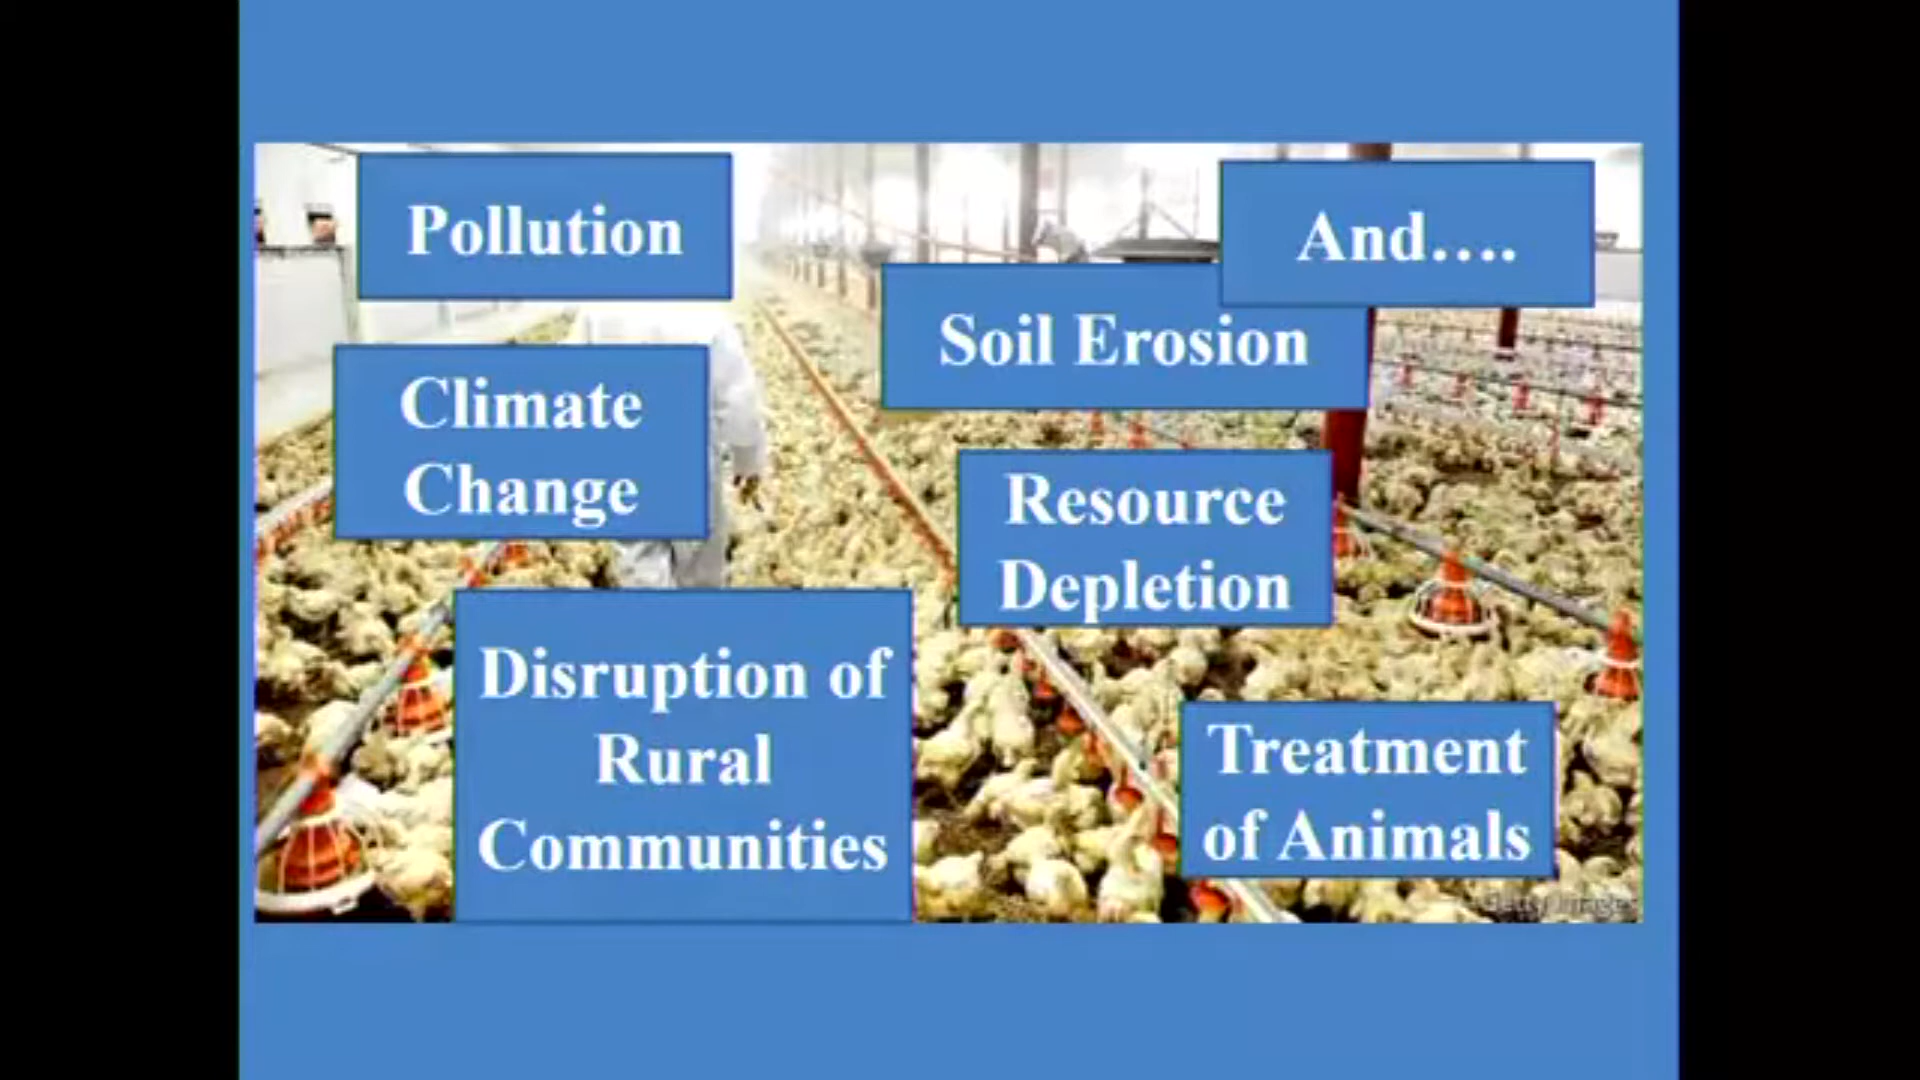 Pollution
And....
Soil Erosion
Climate
Change
Resource
Depletion
Disruption of
Rural
Communities
Treatment
of Animals